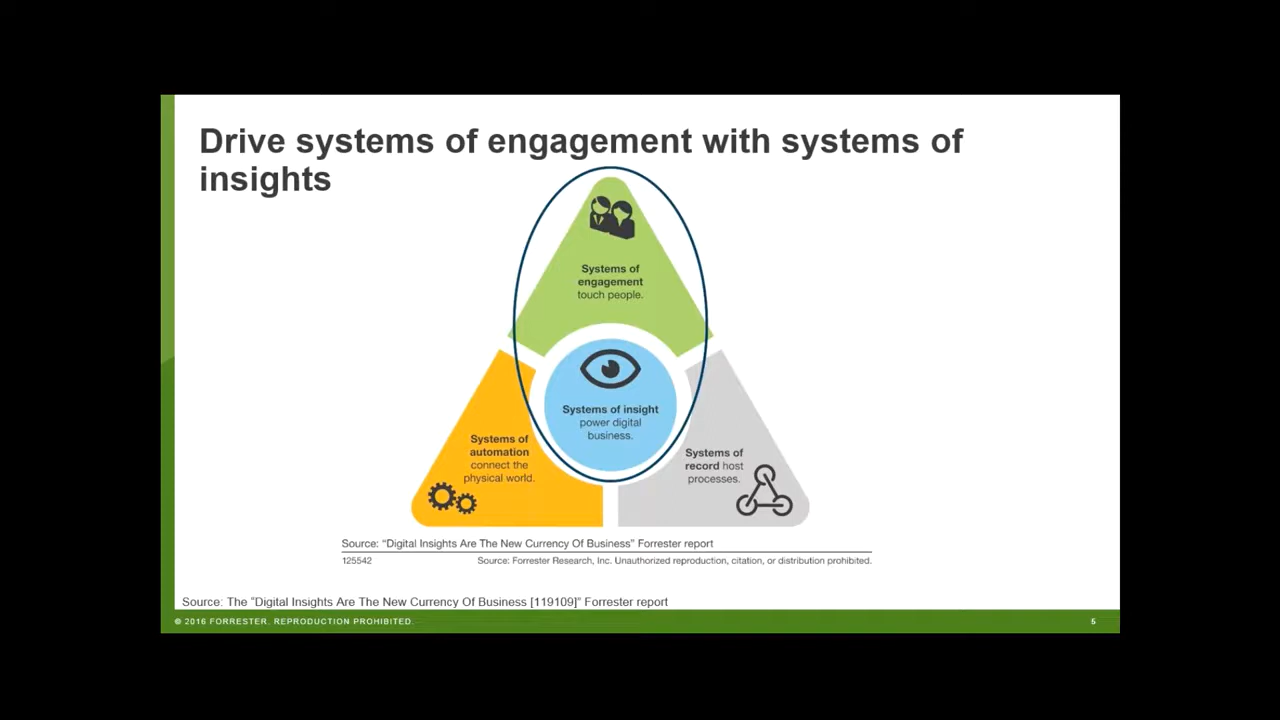 Drive systems of engagement with systems of
insights
Systems of
engagement
touch people.
Systems of insight
power digital
business.
Systems of
automation
connect the
physical world.
Systems of
record host
processes.
Source: “Digital Insights Are The New Currency Of Business” Forrester report
125542
Source: Forrester Research, Inc. Unauthorized reproduction, citation, or distribution prohibited.
Source: The “Digital Insights Are The New Currency Of Business [119109]” Forrester report
© 2016 FORRESTER. REPRODUCTION PROHIBITED.
5